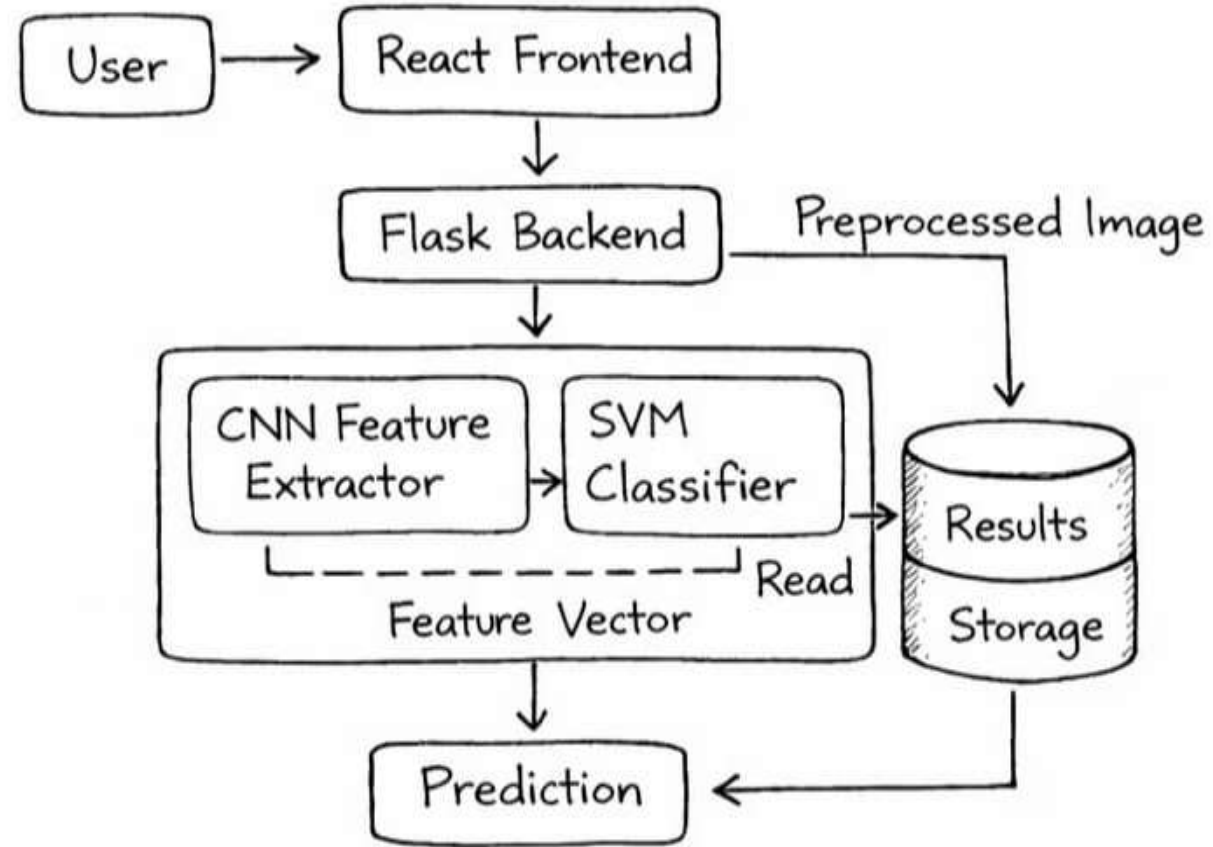 User
React Frontend
Flask Backend
Preprocessed Image
CNN Feature
Extractor
SVM
Classifier
Read
Feature Vector
Results
Storage
Prediction